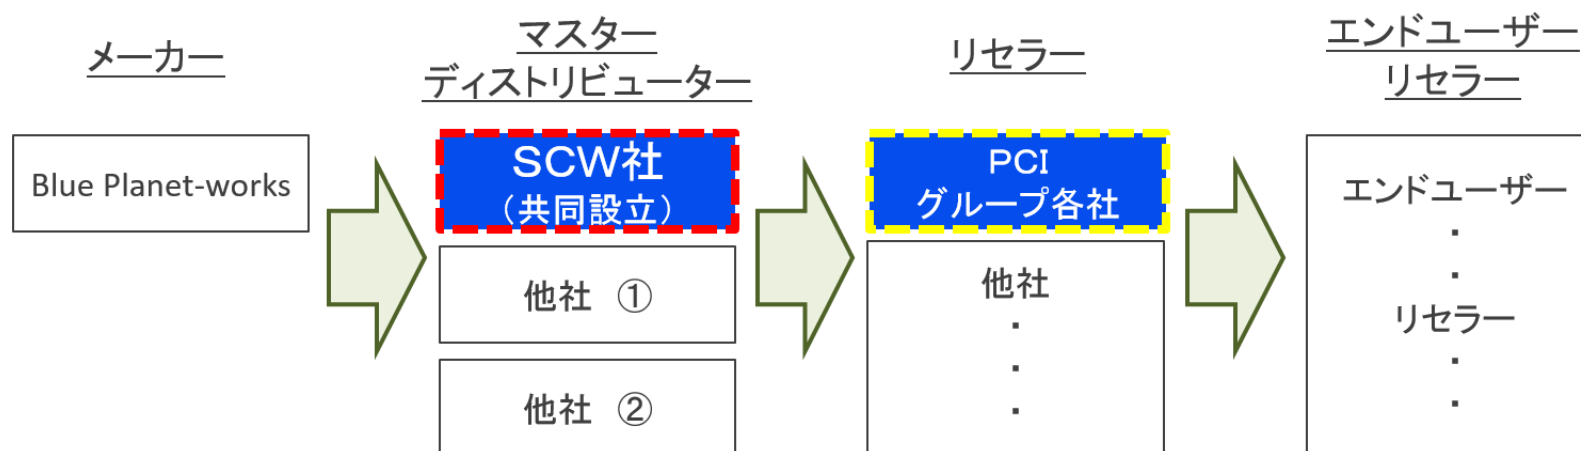 メーカー
マスター
ディストリビューター
リセラー
エンドユーザー
リセラー
Blue Planet-works
SCW社
（共同設立）
他社 ①
他社 ②
PCI
グループ各社
他社
・
・
・
エンドユーザー
・
・
リセラー
・
・